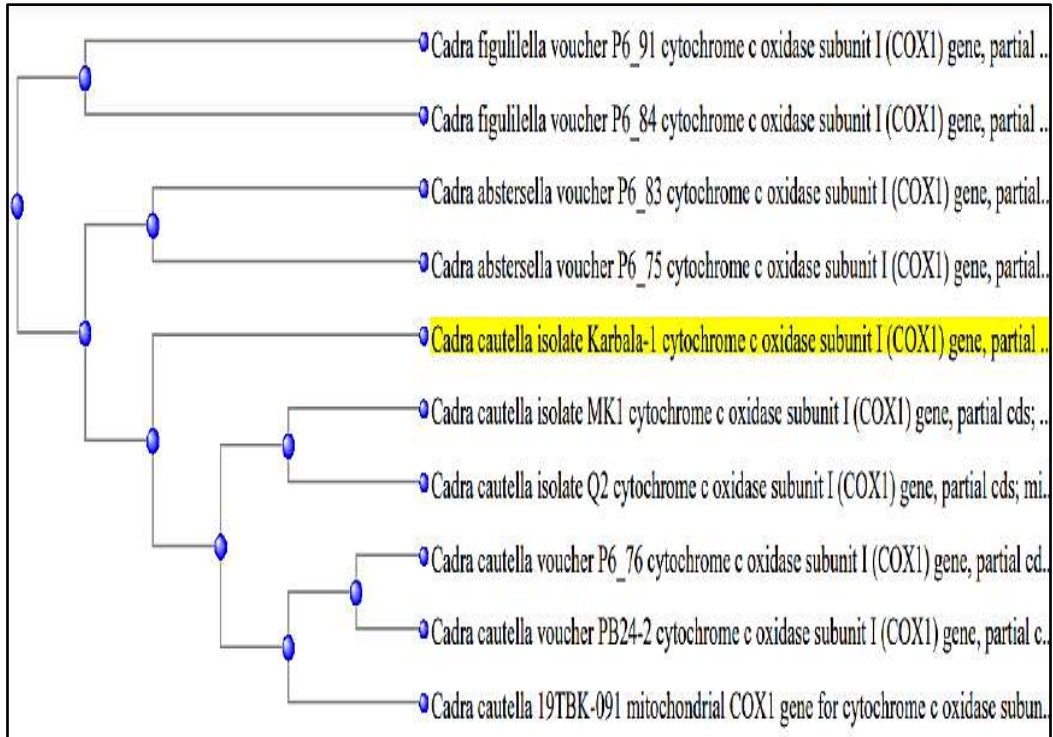 Cadra figulilella voucher P6_91 cytochrome c oxidase subunit I (COX1) gene, partial ...
Cadra figulilella voucher P6_84 cytochrome c oxidase subunit I (COX1) gene, partial ...
Cadra abstersella voucher P6_83 cytochrome c oxidase subunit I (COX1) gene, partial...
Cadra abstersella voucher P6_75 cytochrome c oxidase subunit I (COX1) gene, partial...
Cadra cautella isolate Karbala-1 cytochrome c oxidase subunit I (COX1) gene, partial ...
Cadra cautella isolate MK1 cytochrome c oxidase subunit I (COX1) gene, partial cds; ...
Cadra cautella isolate Q2 cytochrome c oxidase subunit I (COX1) gene, partial cds; mi...
Cadra cautella voucher P6_76 cytochrome c oxidase subunit I (COX1) gene, partial cd...
Cadra cautella voucher PB24-2 cytochrome c oxidase subunit I (COX1) gene, partial c...
Cadra cautella 19TBK-091 mitochondrial COX1 gene for cytochrome c oxidase subun...